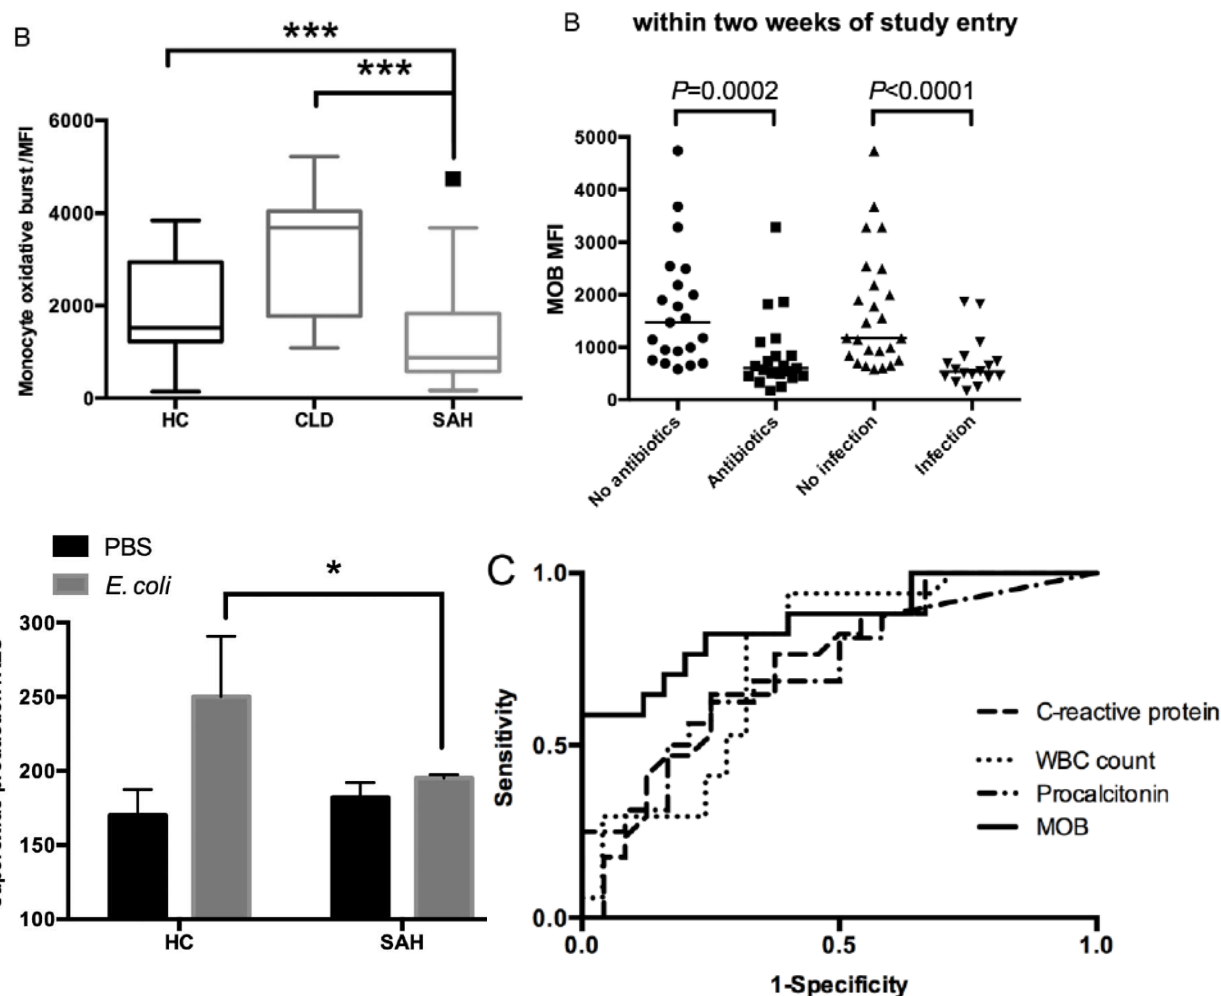 B
***
***
Monocyte oxidative burst /MFI
6000
4000
2000
0
HC
CLD
SAH
B
within two weeks of study entry
P=0.0002
P<0.0001
MOB MFI
5000
4000
3000
2000
1000
0
No antibiotics
Antibiotics
No infection
Infection
PBS
E. coli
*
300
250
200
150
100
HC
SAH
C
Sensitivity
1.0
0.5
0.0
0.0
0.5
1.0
1-Specificity
C-reactive protein
WBC count
Procalcitonin
MOB